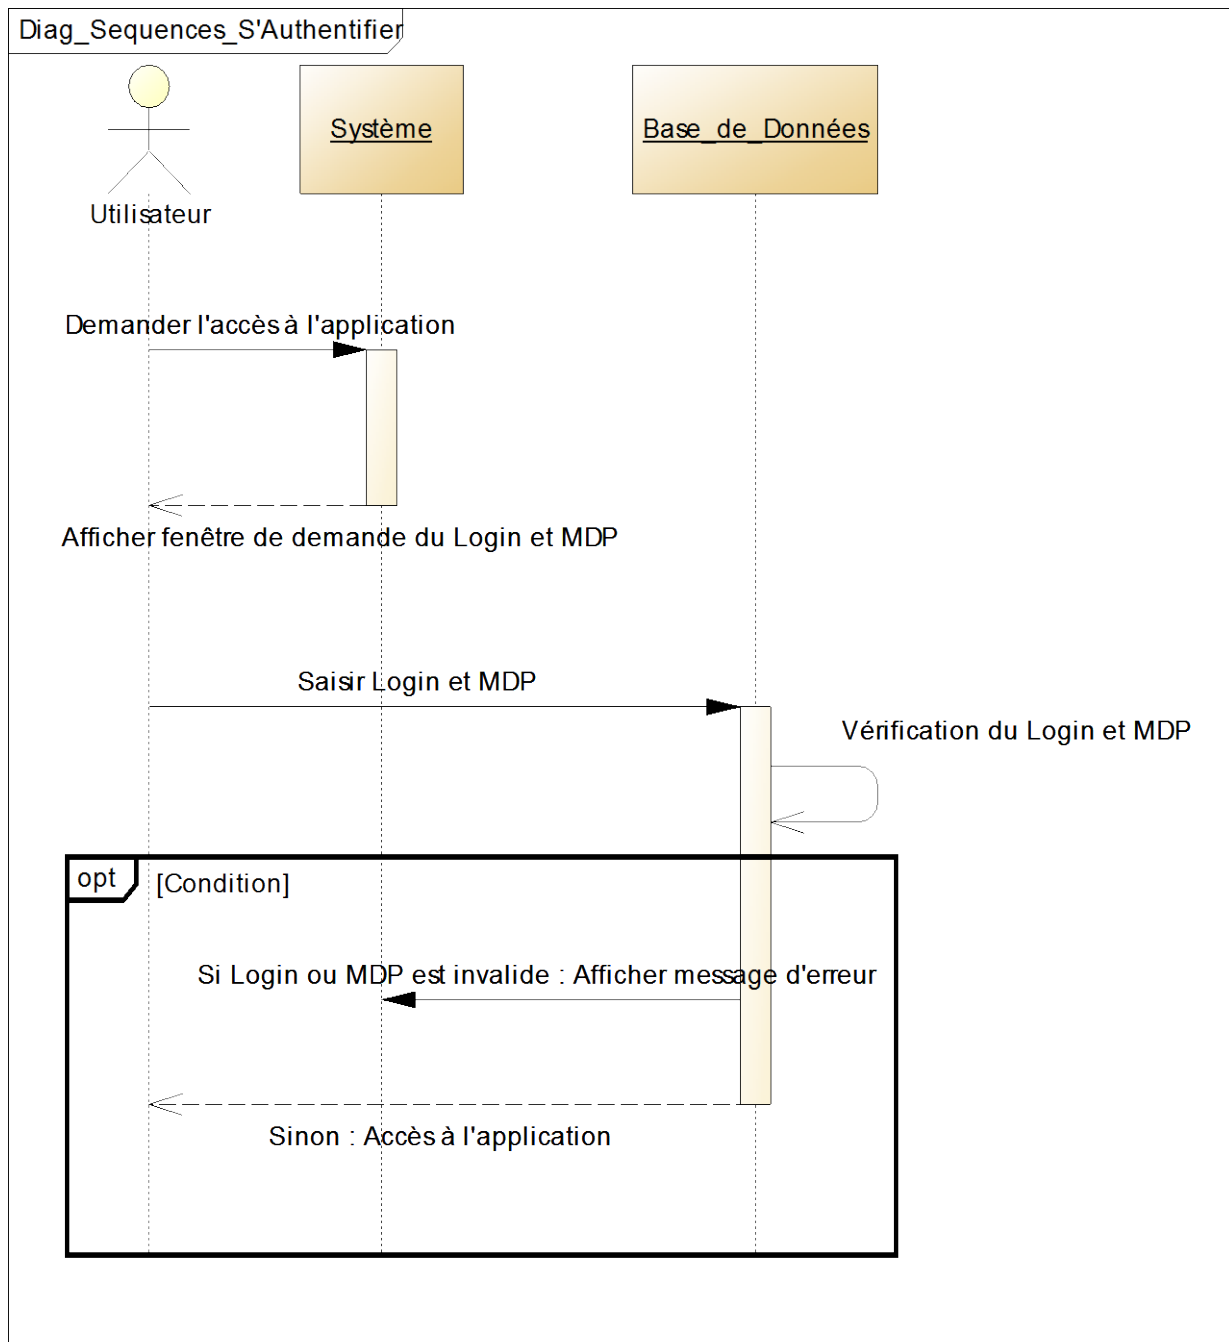 Diag_Sequences_S'Authentifier
Système
Base_de_Données
Utilisateur
Demander l'accès à l'application
Afficher fenêtre de demande du Login et MDP
Saisir Login et MDP
Vérification du Login et MDP
opt
[Condition]
Si Login ou MDP est invalide : Afficher message d'erreur
Sinon : Accès à l'application